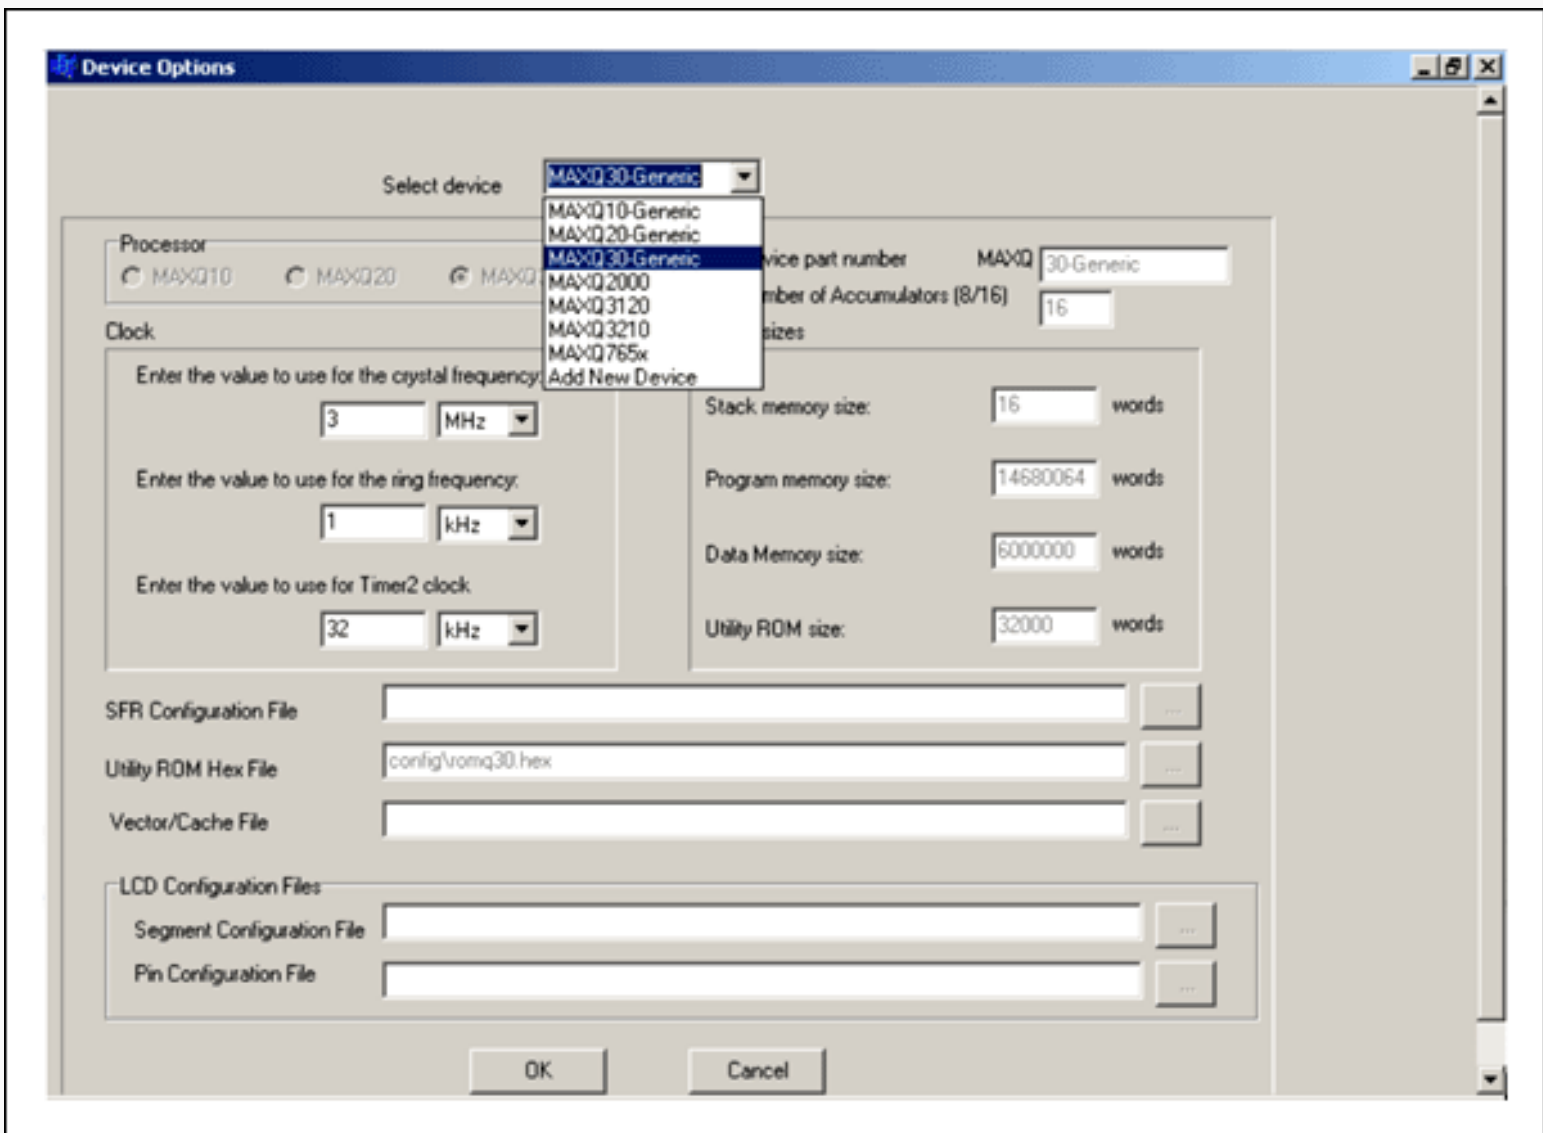 Device Options
Select device
MAXQ30-Generic
MAXQ10-Generic
MAXQ20-Generic
MAXQ30-Generic
MAXQ2000
MAXQ3120
MAXQ3210
MAXQ765x
Add New Device
Processor
MAXQ10 MAXQ20 MAXQ
vice part number MAXQ 30-Generic
mber of Accumulators (8/16) 16
Clock
Enter the value to use for the crystal frequency:
3 MHz
Enter the value to use for the ring frequency:
1 kHz
Enter the value to use for Timer2 clock
32 kHz
sizes
Stack memory size: 16 words
Program memory size: 14680064 words
Data Memory size: 6000000 words
Utility ROM size: 32000 words
SFR Configuration File ...
Utility ROM Hex File config\romq30.hex ...
Vector/Cache File ...
LCD Configuration Files
Segment Configuration File ...
Pin Configuration File ...
OK Cancel